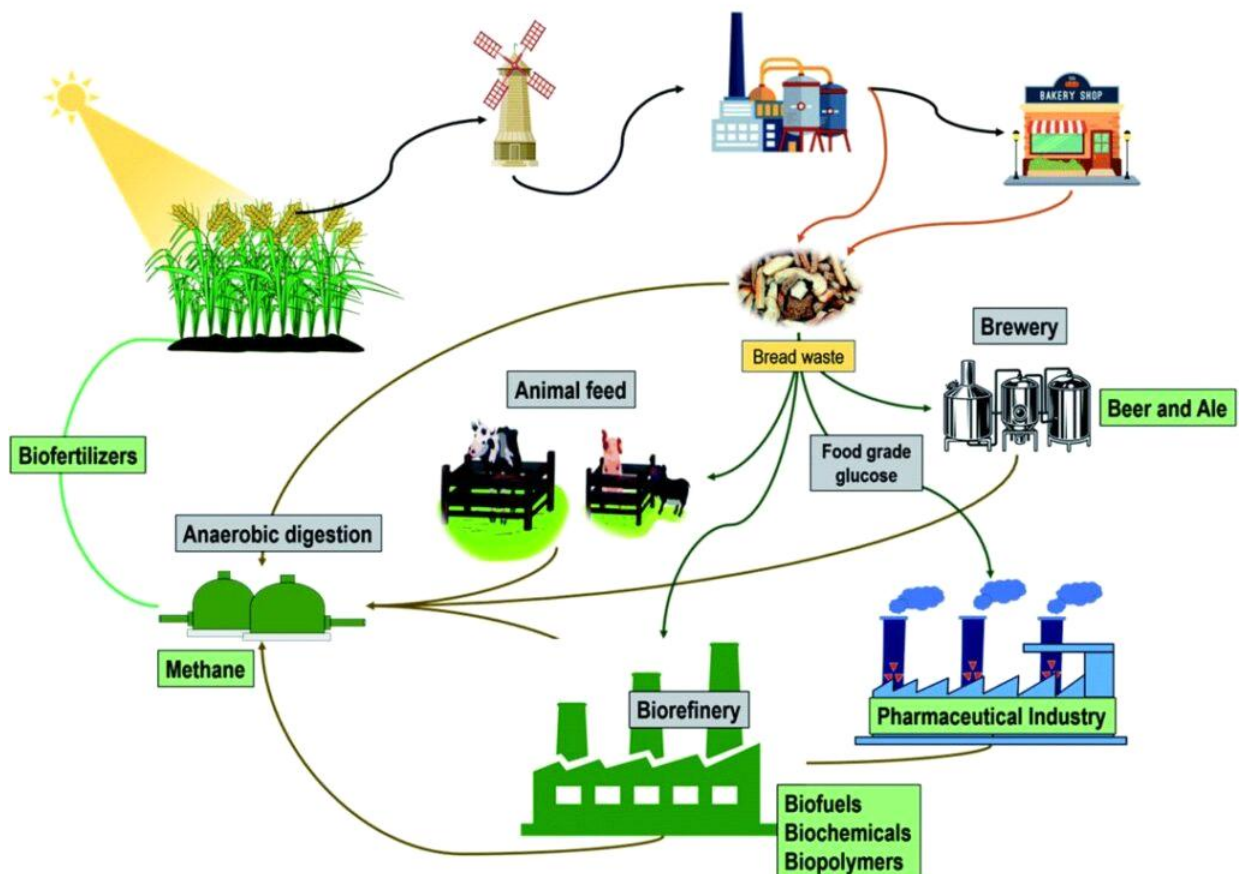 BAKERY SHOP
Bread waste
Brewery
Animal feed
Beer and Ale
Food grade
glucose
Biofertilizers
Anaerobic digestion
Methane
Biorefinery
Pharmaceutical Industry
Biofuels
Biochemicals
Biopolymers